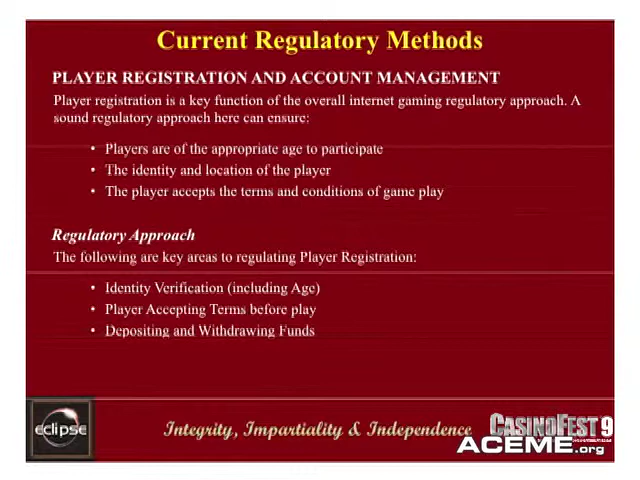 Current Regulatory Methods
PLAYER REGISTRATION AND ACCOUNT MANAGEMENT
Player registration is a key function of the overall internet gaming regulatory approach. A
sound regulatory approach here can ensure:
• Players are of the appropriate age to participate
• The identity and location of the player
• The player accepts the terms and conditions of game play
Regulatory Approach
The following are key areas to regulating Player Registration:
• Identity Verification (including Age)
• Player Accepting Terms before play
• Depositing and Withdrawing Funds
eclipse
Integrity, Impartiality & Independence
CASINOFEST 9
ACEME.org